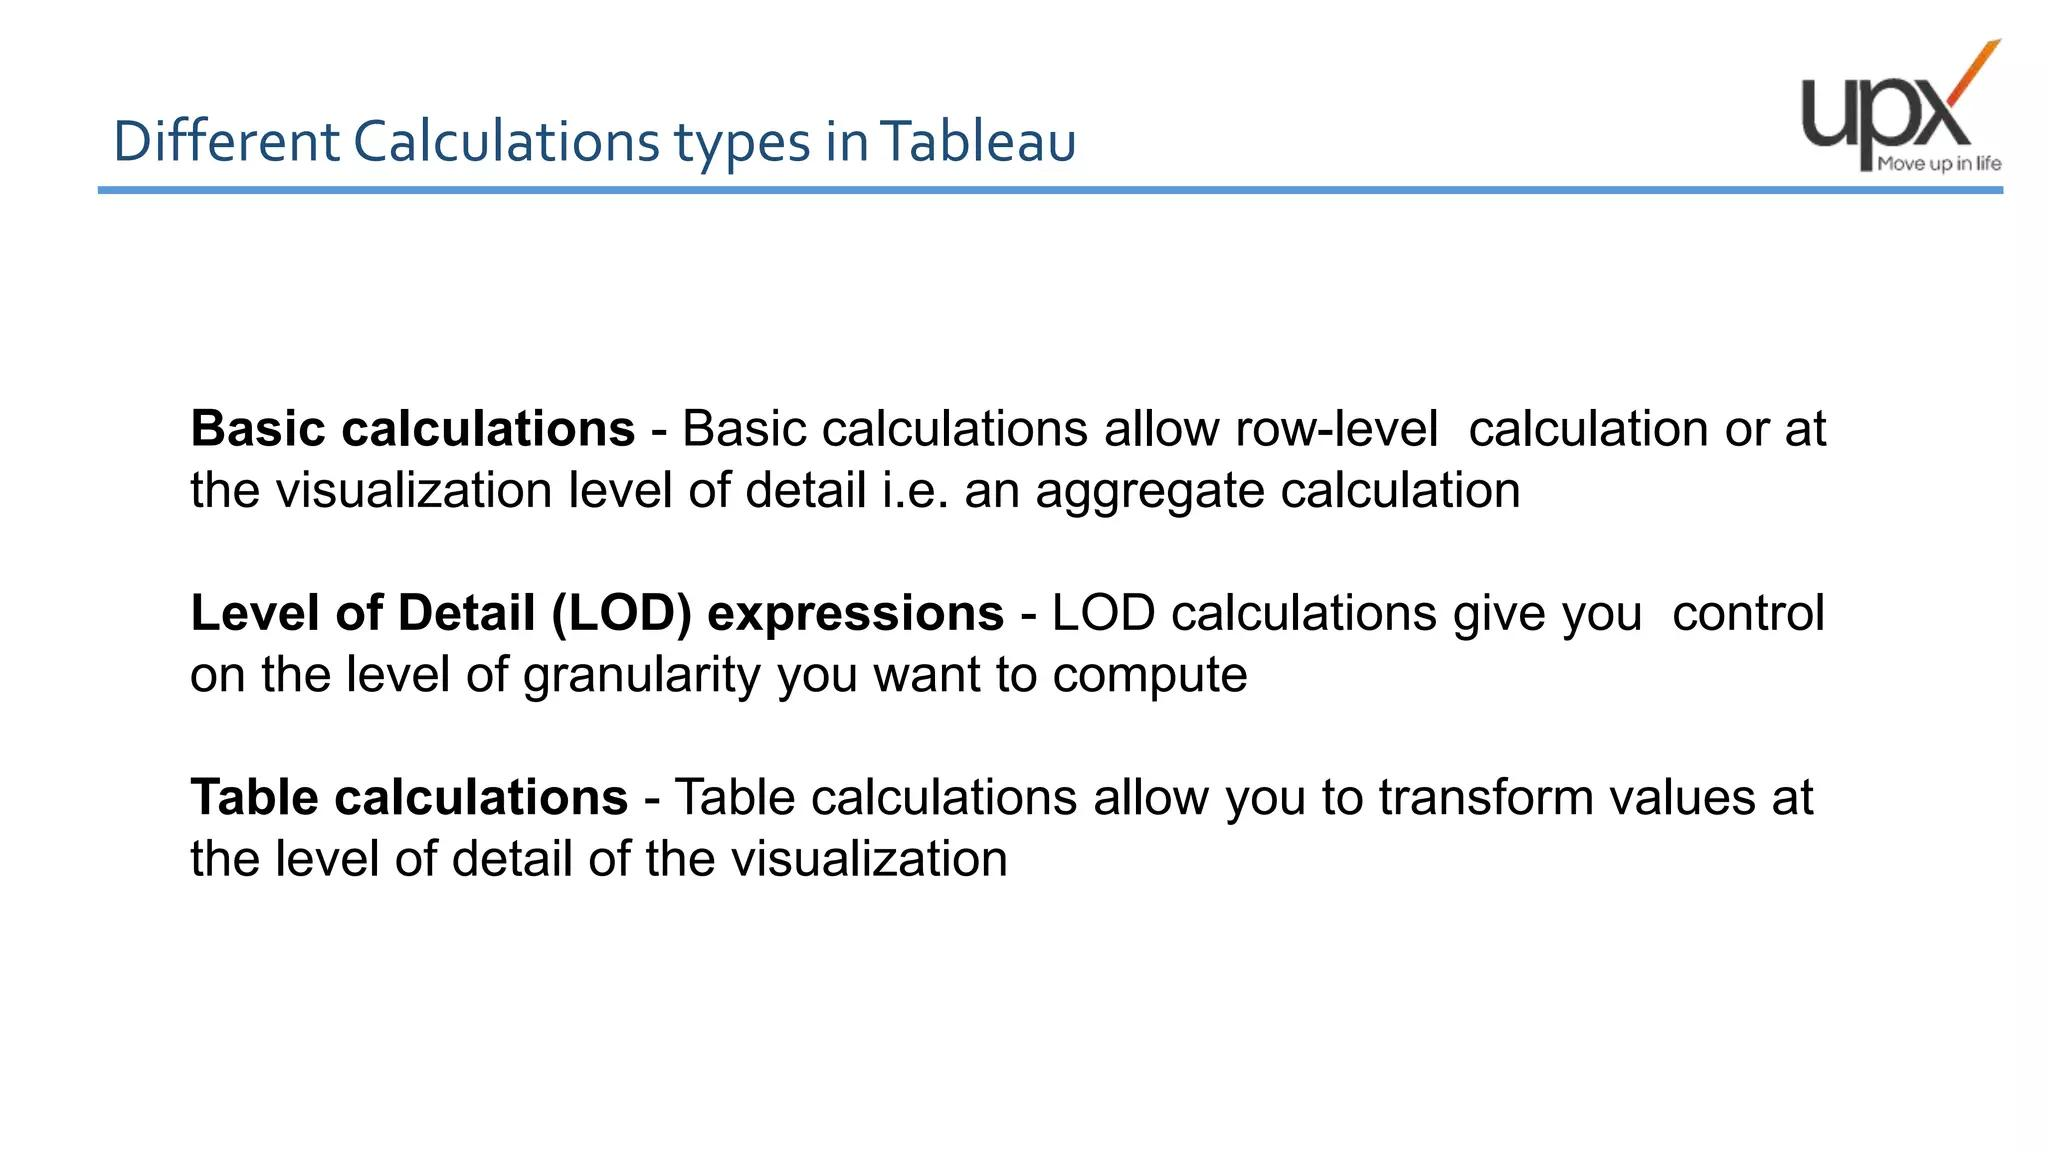 Different Calculations types in Tableau
upx
Move up in life
Basic calculations - Basic calculations allow row-level  calculation or at
the visualization level of detail i.e. an aggregate calculation
Level of Detail (LOD) expressions - LOD calculations give you  control
on the level of granularity you want to compute
Table calculations - Table calculations allow you to transform values at
the level of detail of the visualization